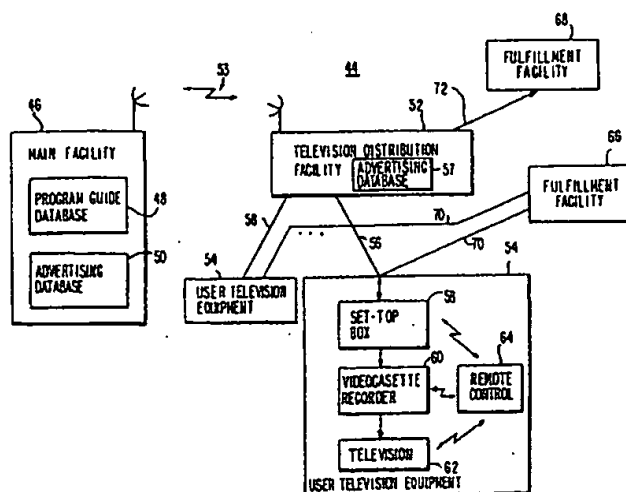 68
FULFILLMENT
FACILITY
44
53
72
46
52
MAIN FACILITY
TELEVISION DISTRIBUTION
FACILITY
ADVERTISING
DATABASE
57
66
FULFILLMENT
FACILITY
PROGRAM GUIDE
DATABASE
48
58
70
...
56
70
50
ADVERTISING
DATABASE
54
USER TELEVISION
EQUIPMENT
54
58
SET-TOP
BOX
64
60
VIDEOCASETTE
RECORDER
REMOTE
CONTROL
TELEVISION
62
USER TELEVISION EQUIPMENT